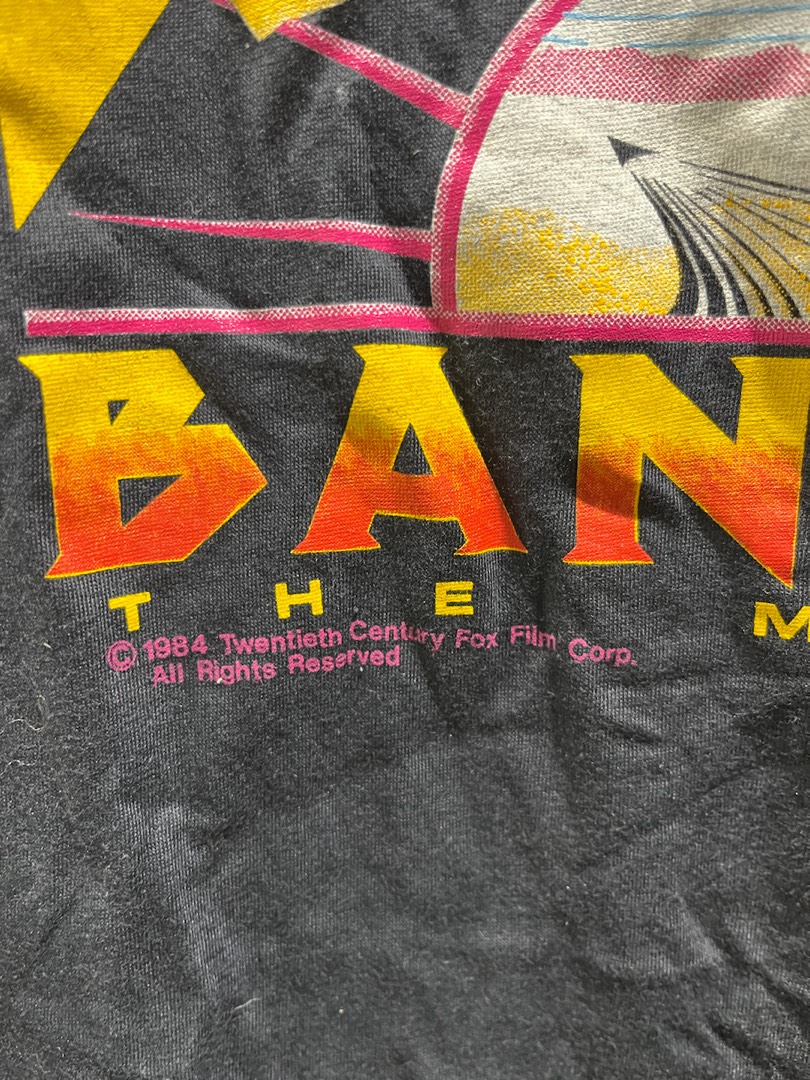 BAN
THE M
© 1984 Twentieth Century Fox Film Corp.
All Rights Reserved